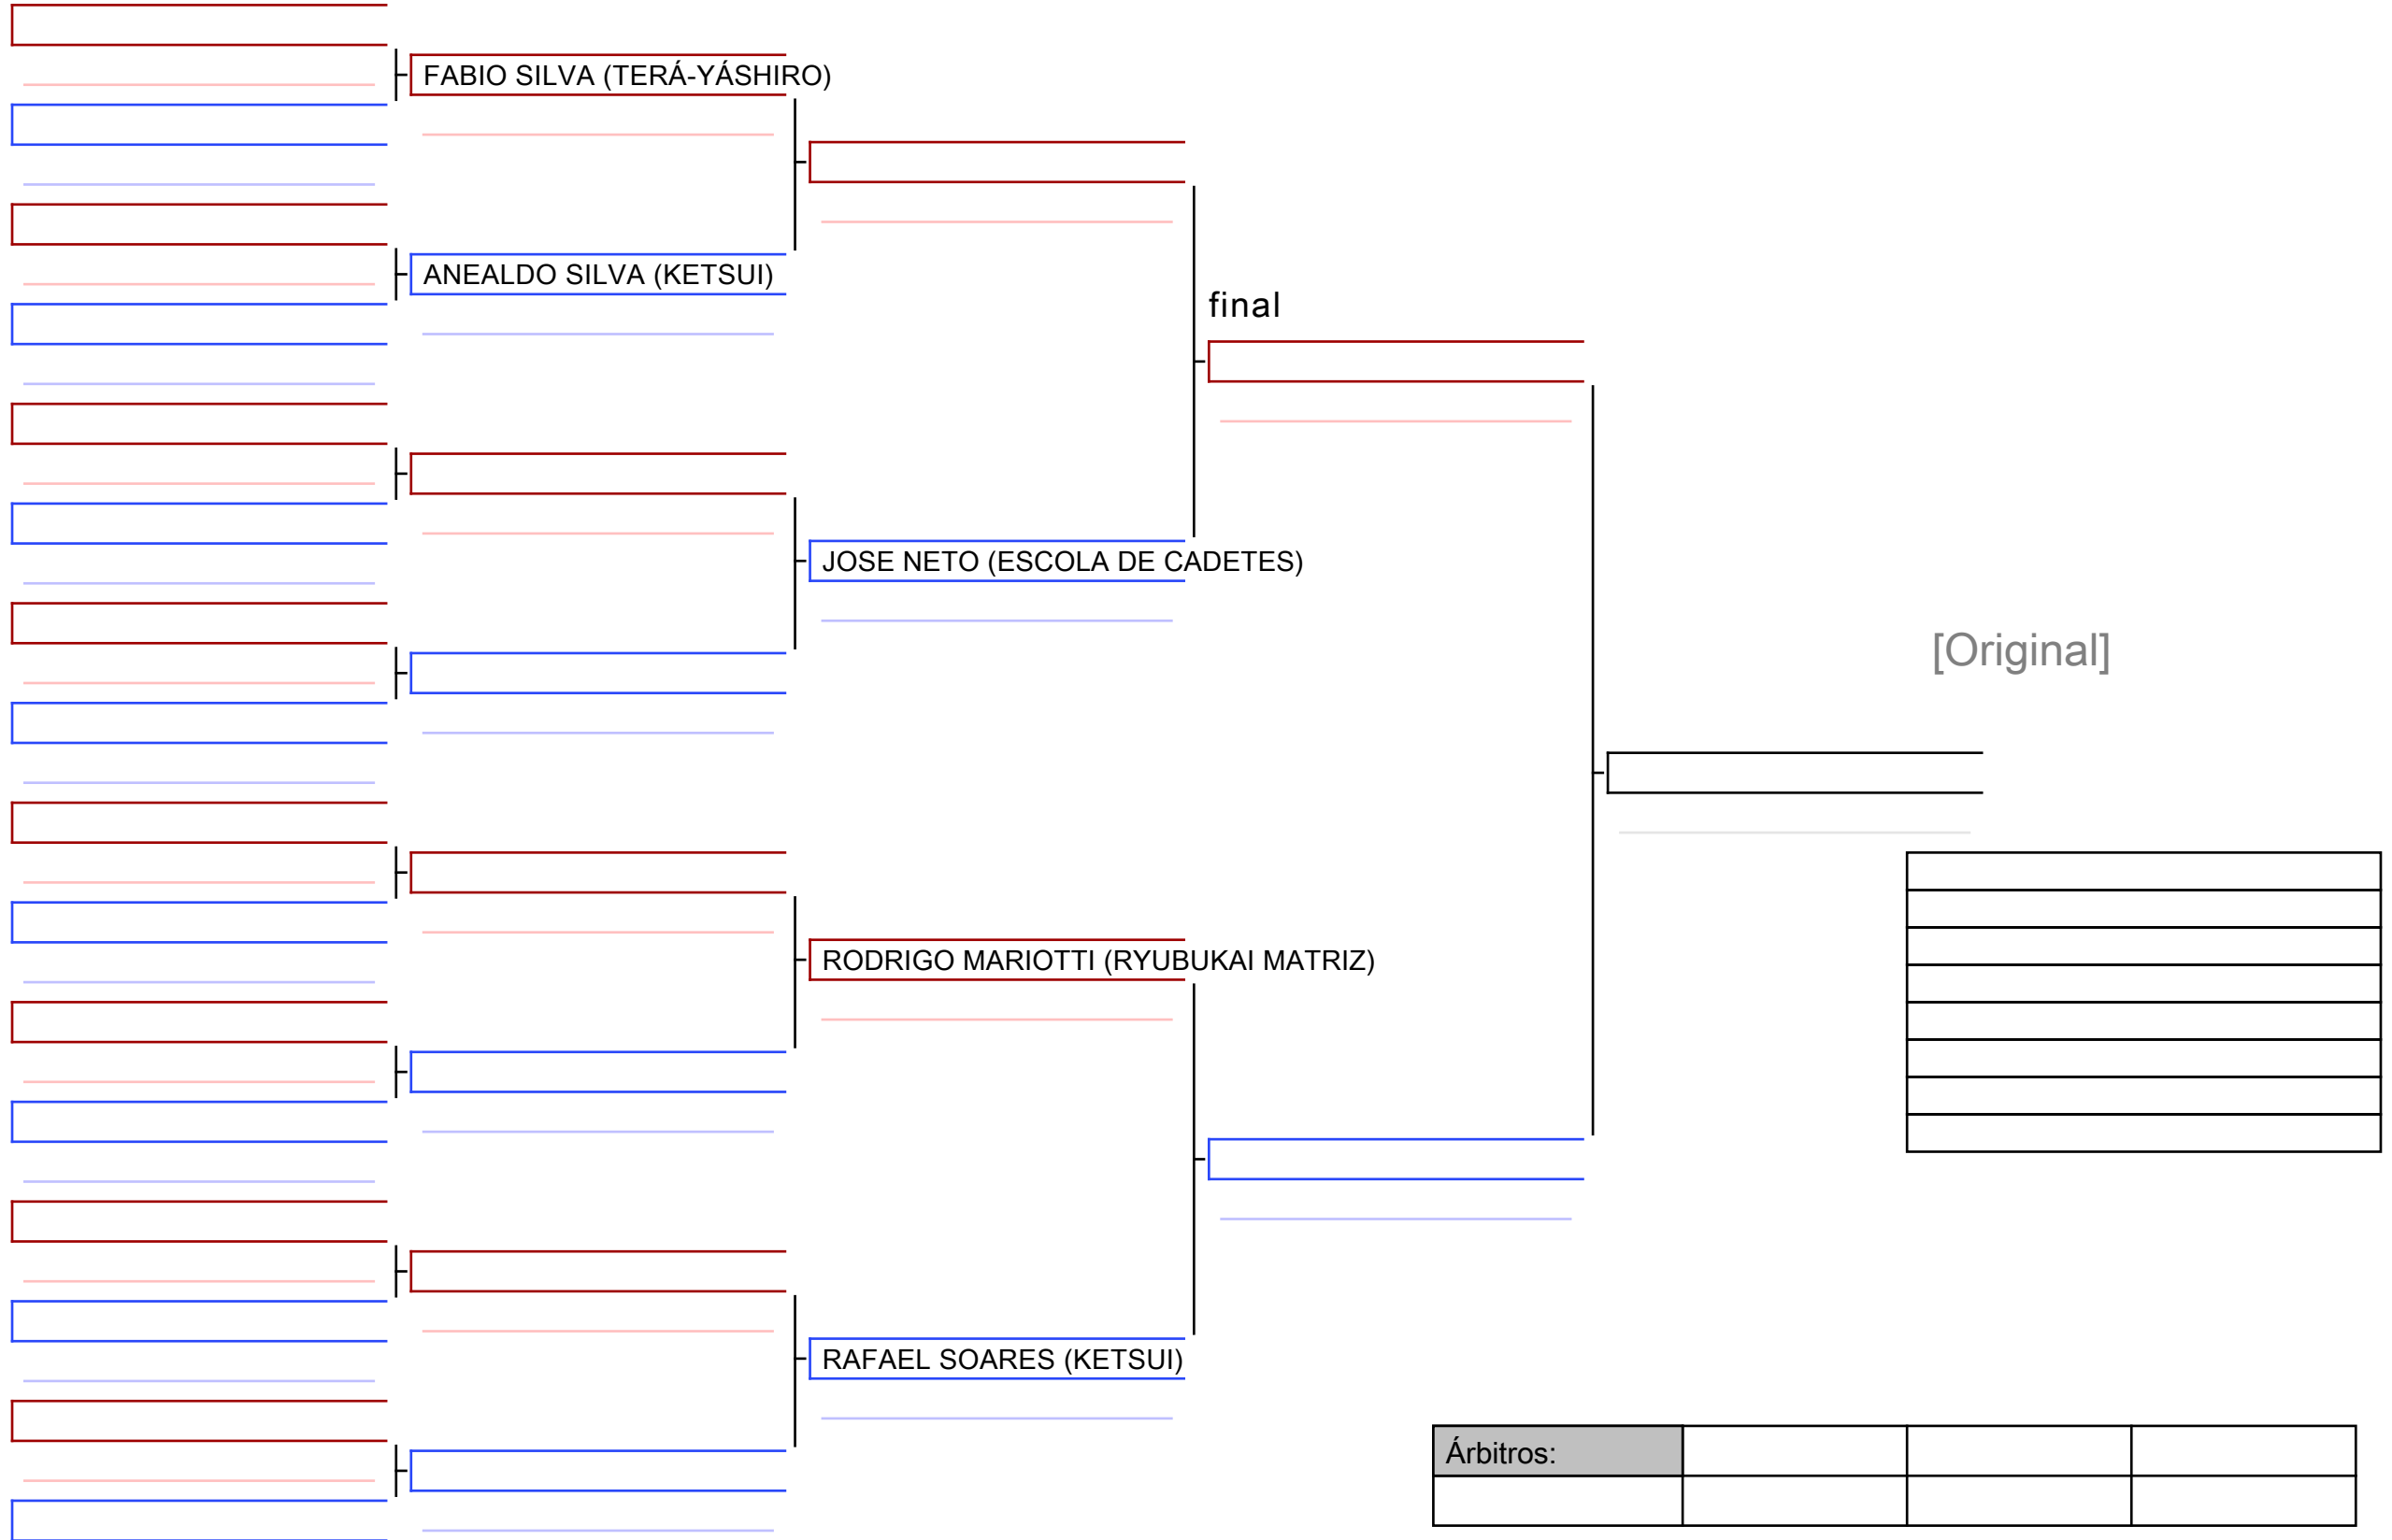 FABIO SILVA (TERÁ-YÁSHIRO)
ANEALDO SILVA (KETSUI)
final
JOSE NETO (ESCOLA DE CADETES)
[Original]
RODRIGO MARIOTTI (RYUBUKAI MATRIZ)
RAFAEL SOARES (KETSUI)
Árbitros: